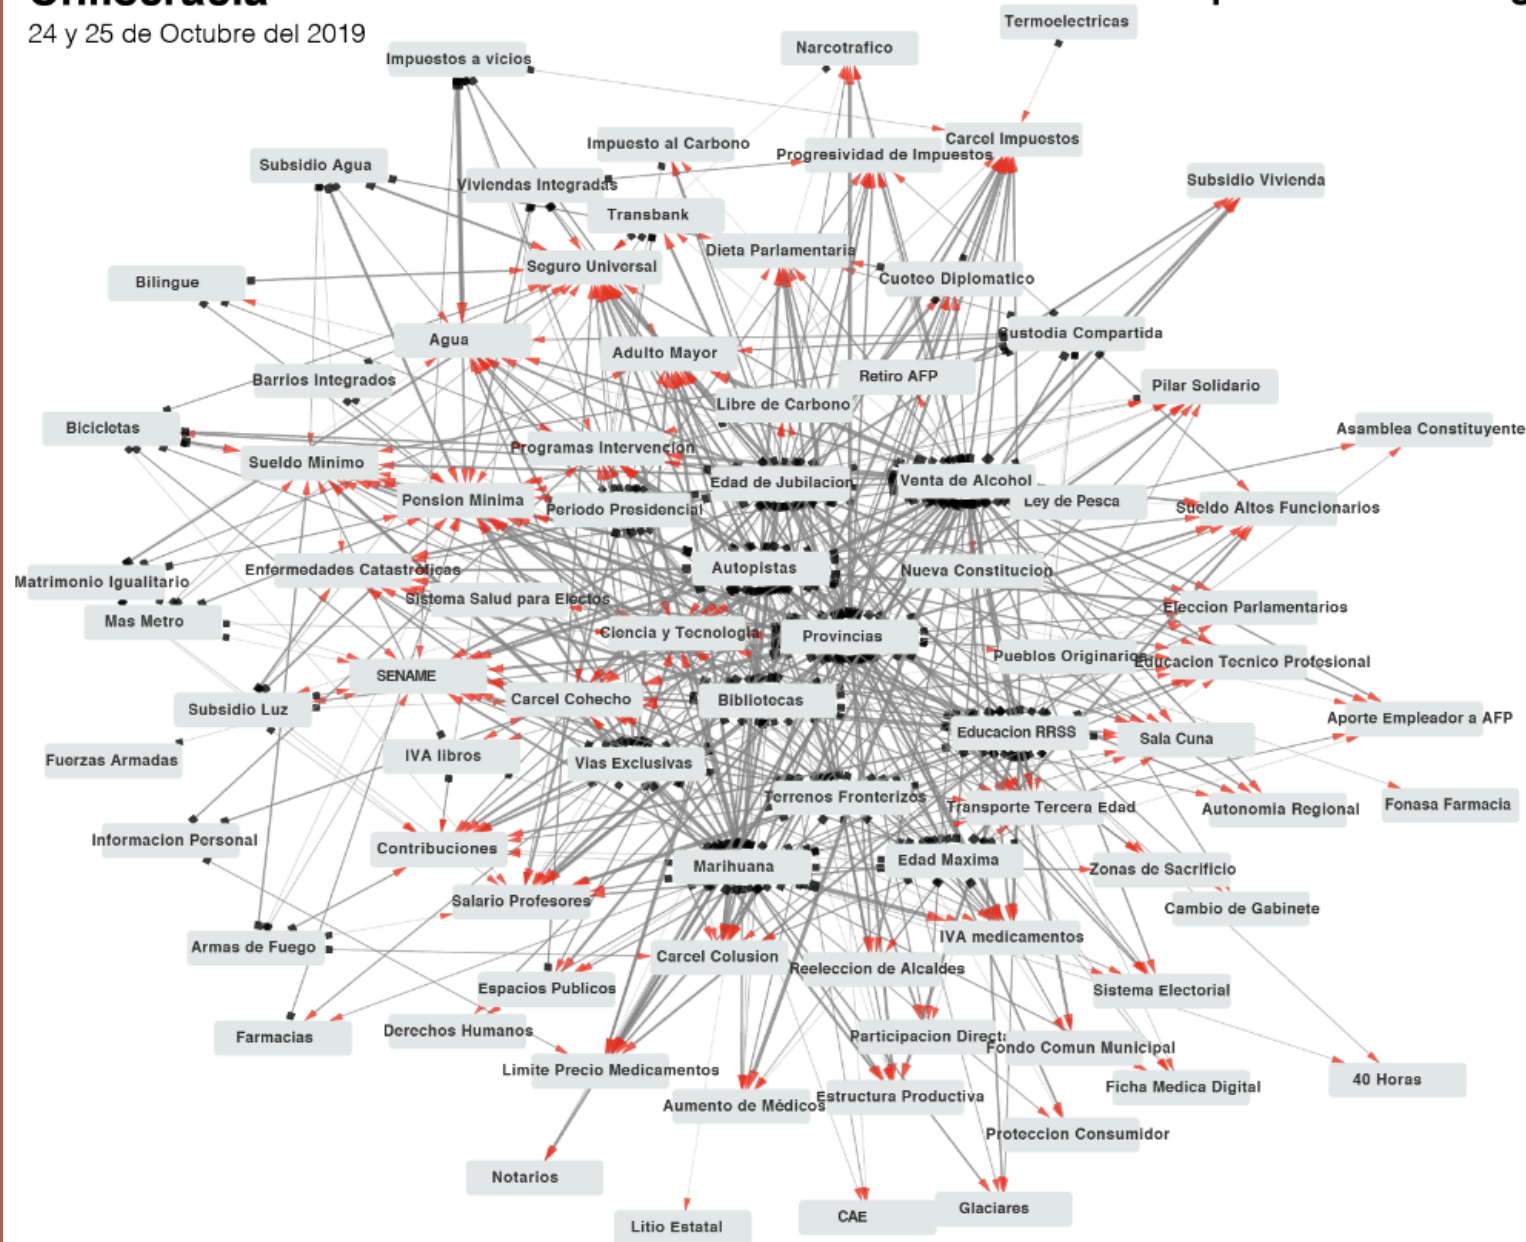 24 y 25 de Octubre del 2019
Termoelectricas
Narcotrafico
Impuestos a vicios
Carcel Impuestos
Impuesto al Carbono
Progresividad de Impuestos
Subsidio Agua
Viviendas Integradas
Subsidio Vivienda
Transbank
Dieta Parlamentaria
Seguro Universal
Cuoteo Diplomatico
Bilingue
Custodia Compartida
Agua
Adulto Mayor
Retiro AFP
Barrios Integrados
Pilar Solidario
Libre de Carbono
Bicicletas
Asamblea Constituyente
Programas Intervencion
Sueldo Minimo
Edad de Jubilacion
Venta de Alcohol
Pension Minima
Ley de Pesca
Periodo Presidencial
Sueldo Altos Funcionarios
Autopistas
Enfermedades Catastroficas
Nueva Constitucion
Matrimonio Igualitario
Sistema Salud para Electos
Eleccion Parlamentarios
Mas Metro
Ciencia y Tecnologia
Provincias
Pueblos Originarios
Educacion Tecnico Profesional
SENAME
Carcel Cohecho
Bibliotecas
Subsidio Luz
Aporte Empleador a AFP
Educacion RRSS
Sala Cuna
IVA libros
Fuerzas Armadas
Vias Exclusivas
Terrenos Fronterizos
Transporte Tercera Edad
Autonomia Regional
Fonasa Farmacia
Informacion Personal
Contribuciones
Marihuana
Edad Maxima
Zonas de Sacrificio
Salario Profesores
Cambio de Gabinete
IVA medicamentos
Armas de Fuego
Carcel Colusion
Reeleccion de Alcaldes
Espacios Publicos
Sistema Electorial
Derechos Humanos
Farmacias
Participacion Directa
Fondo Comun Municipal
Limite Precio Medicamentos
40 Horas
Ficha Medica Digital
Estructura Productiva
Aumento de Médicos
Proteccion Consumidor
Notarios
Glaciares
CAE
Litio Estatal